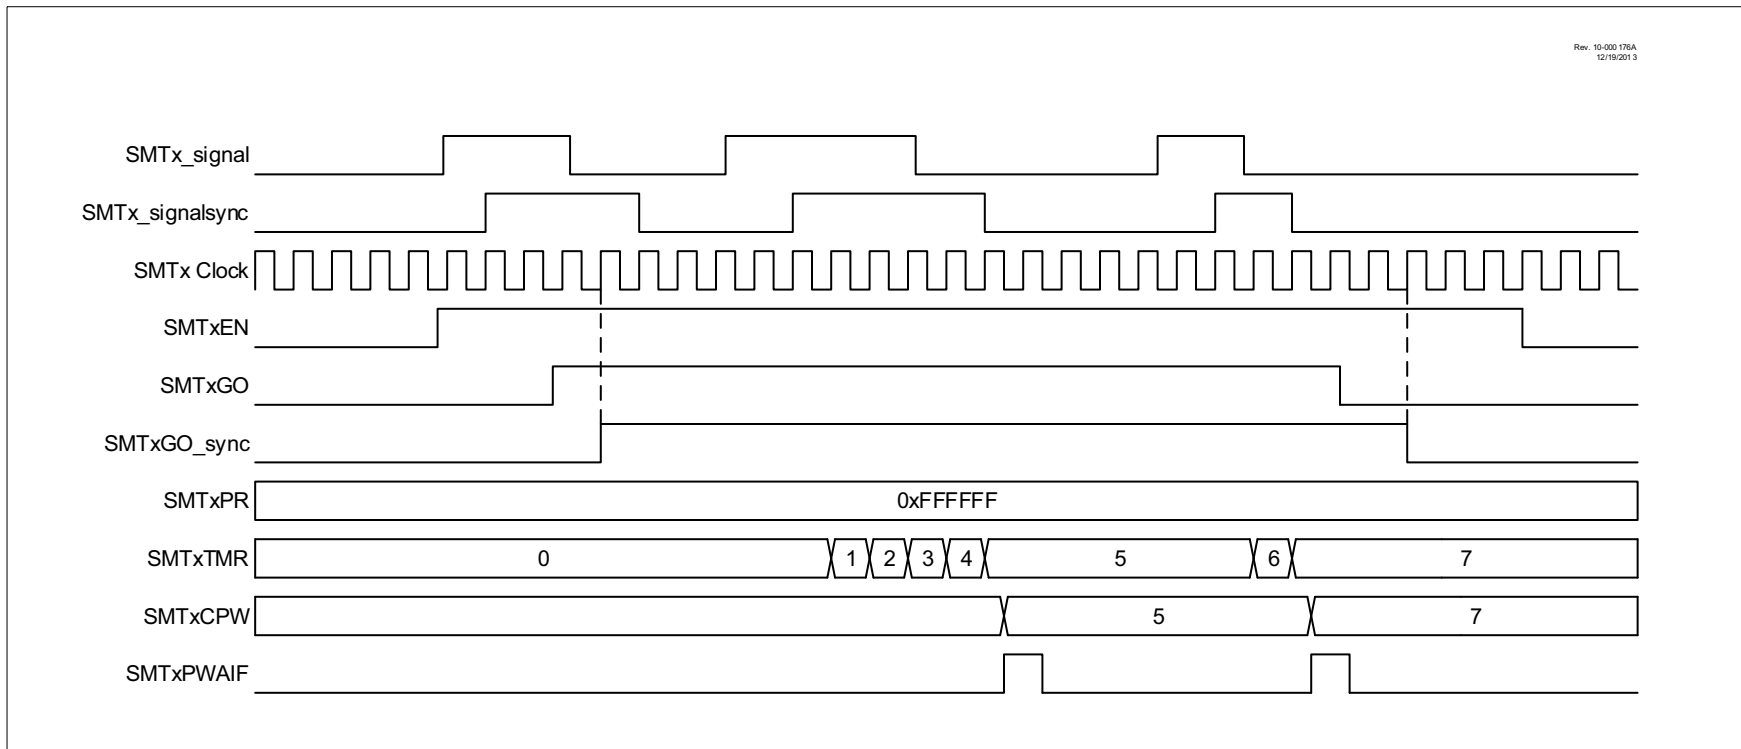 Rev. 10-000 176A
12/19/201 3
SMTx_signal
SMTx_signalsync
SMTx Clock
SMTxEN
SMTxGO
SMTxGO_sync
SMTxPR 0xFFFFFF
SMTxTMR 0 1 2 3 4 5 6 7
SMTxCPW 5 7
SMTxPWAIF